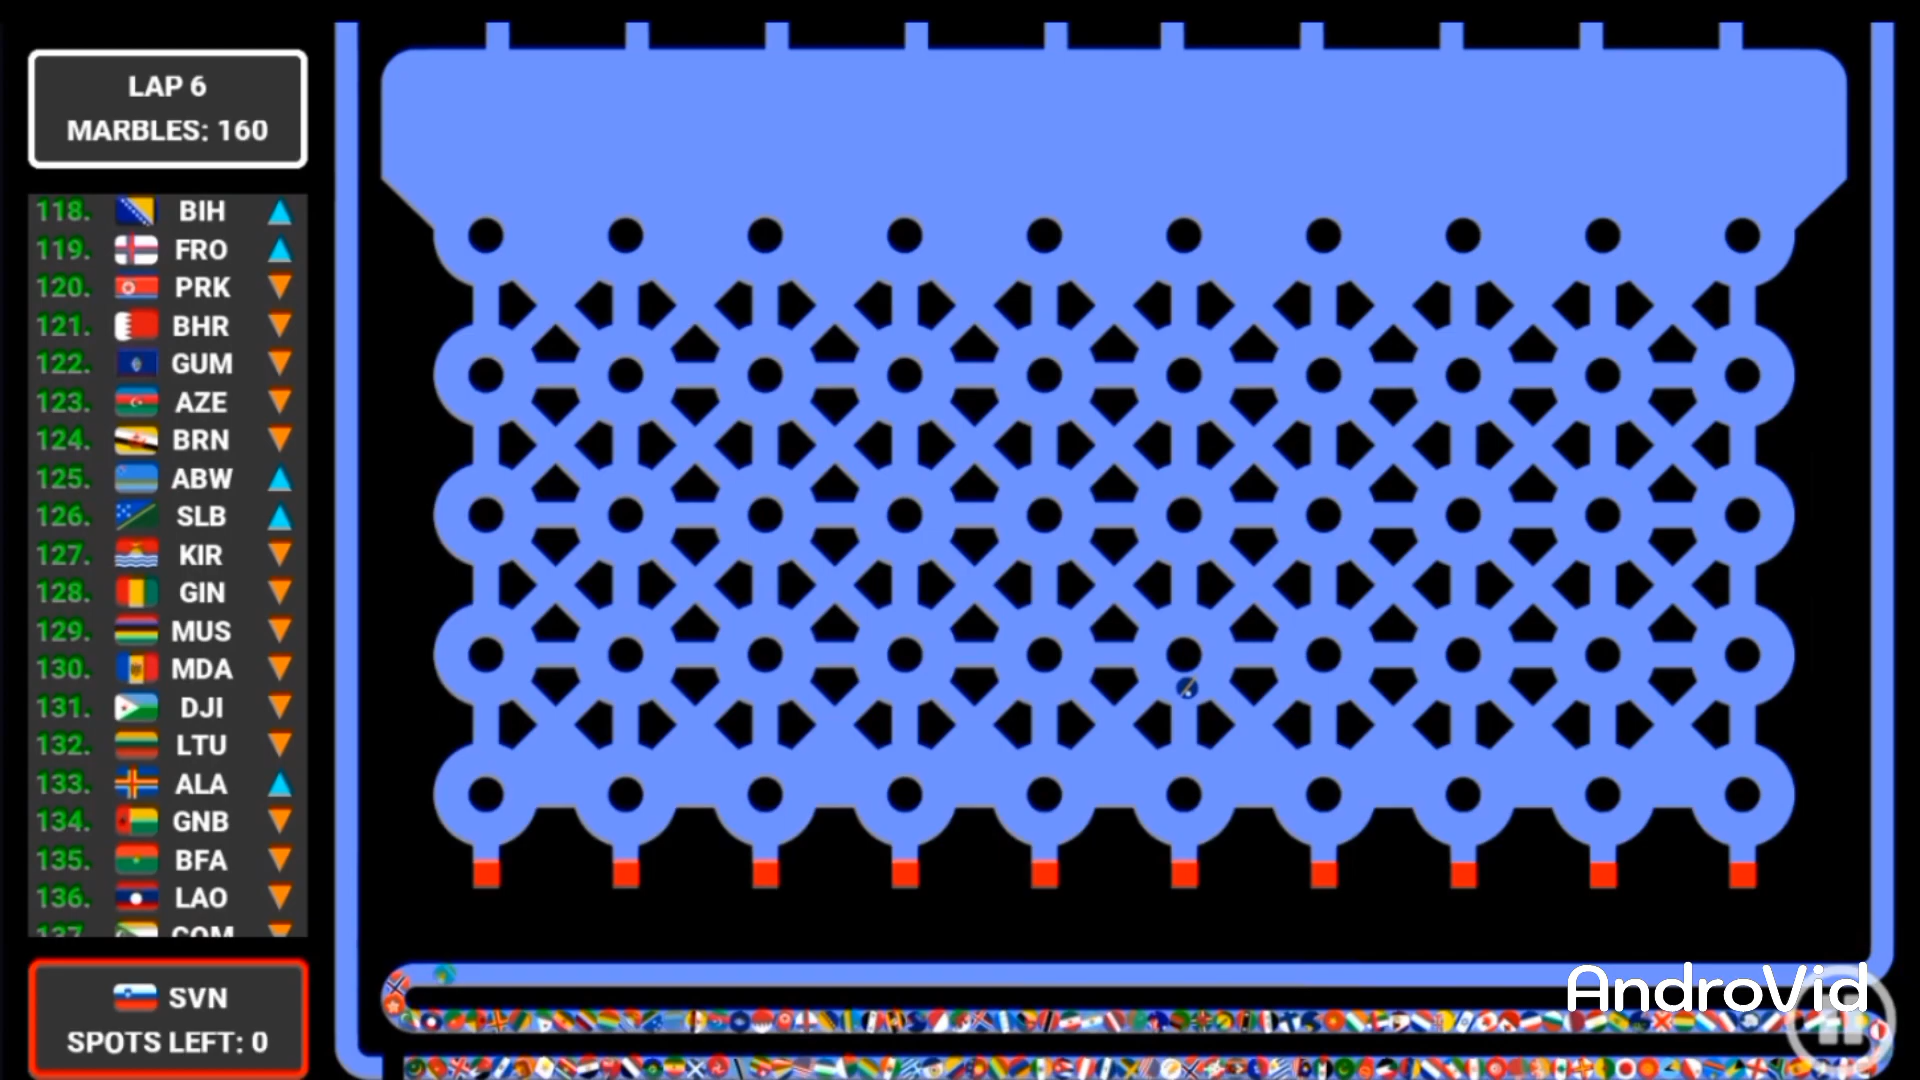 LAP 6
MARBLES: 160
118. BIH
119. FRO
120. PRK
121. BHR
122. GUM
123. AZE
124. BRN
125. ABW
126. SLB
127. KIR
128. GIN
129. MUS
130. MDA
131. DJI
132. LTU
133. ALA
134. GNB
135. BFA
136. LAO
137. COM
SVN
SPOTS LEFT: 0
AndroVid